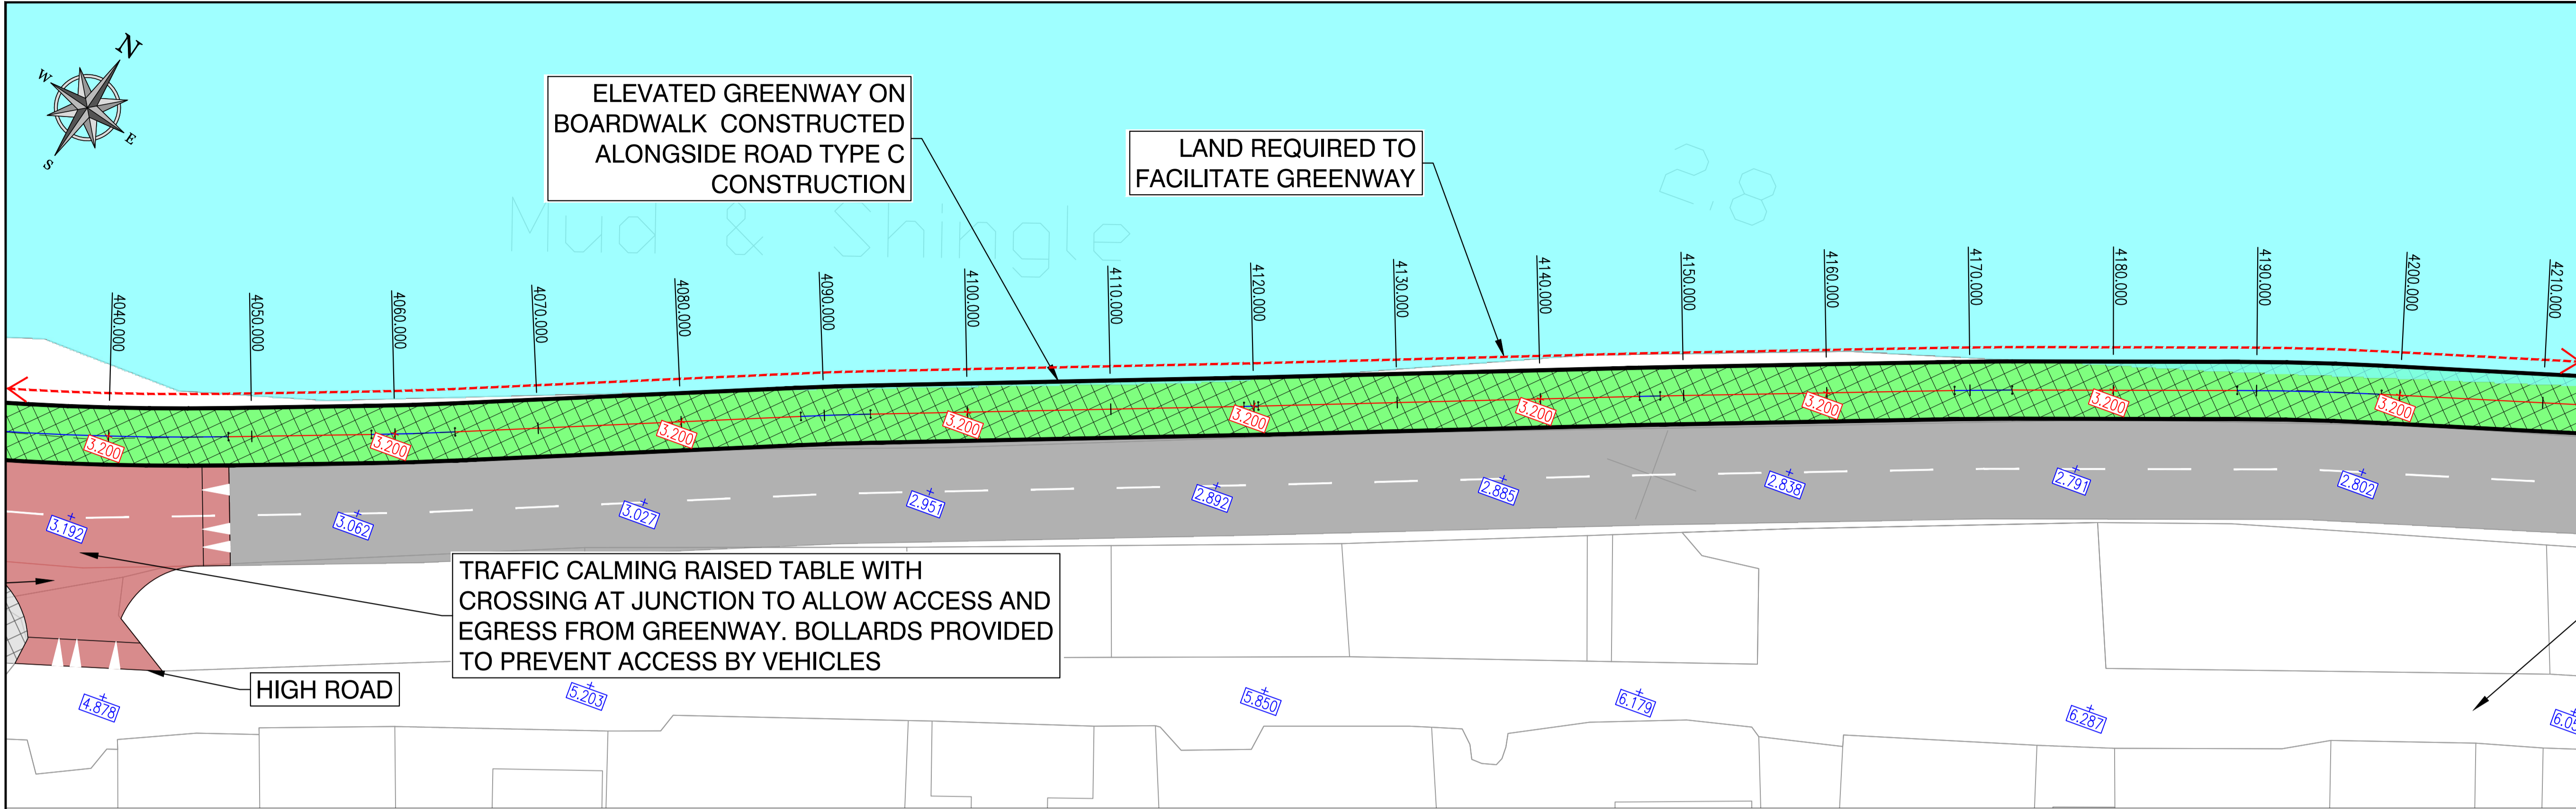 N
W
E
S
ELEVATED GREENWAY ON
BOARDWALK CONSTRUCTED
ALONGSIDE ROAD TYPE C
CONSTRUCTION
LAND REQUIRED TO
FACILITATE GREENWAY
Mud & Shingle
2.8
4040.000
4050.000
4060.000
4070.000
4080.000
4090.000
4100.000
4110.000
4120.000
4130.000
4140.000
4150.000
4160.000
4170.000
4180.000
4190.000
4200.000
4210.000
3.200
3.200
3.200
3.200
3.200
3.200
3.200
3.200
3.200
3.192
3.062
3.027
2.951
2.892
2.885
2.838
2.791
2.802
TRAFFIC CALMING RAISED TABLE WITH
CROSSING AT JUNCTION TO ALLOW ACCESS AND
EGRESS FROM GREENWAY. BOLLARDS PROVIDED
TO PREVENT ACCESS BY VEHICLES
HIGH ROAD
4.878
5.203
5.850
6.179
6.287